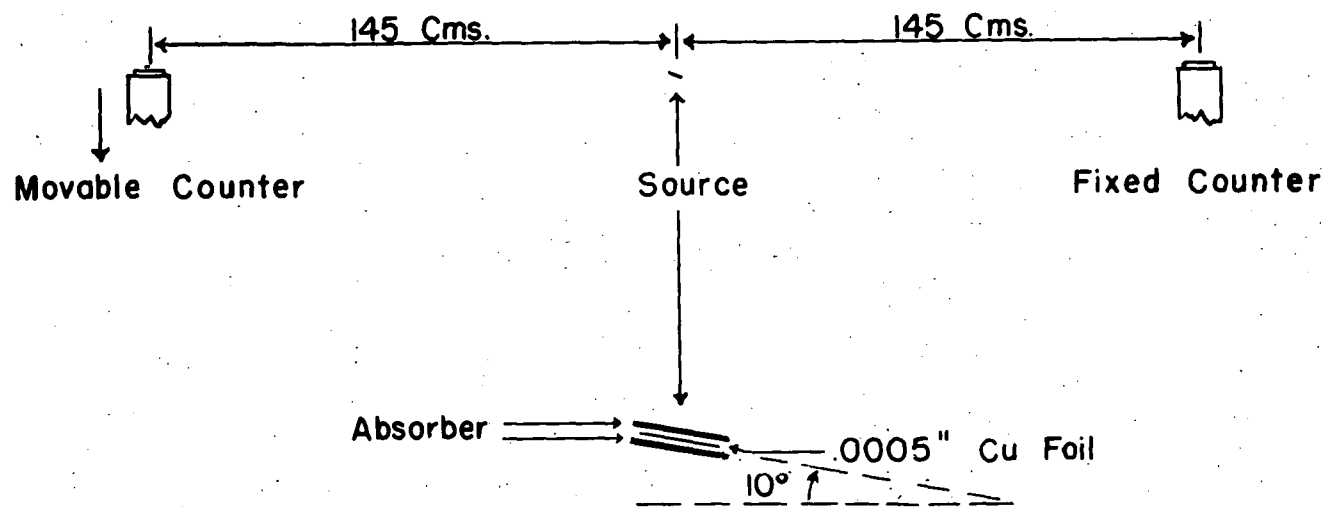 145 Cms.
145 Cms.
Movable Counter
Source
Fixed Counter
Absorber
.0005" Cu Foil
10°